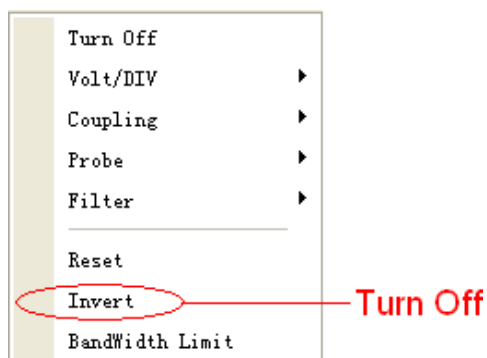 Turn Off
Volt/DIV
Coupling
Probe
Filter
Reset
Invert
Turn Off
BandWidth Limit